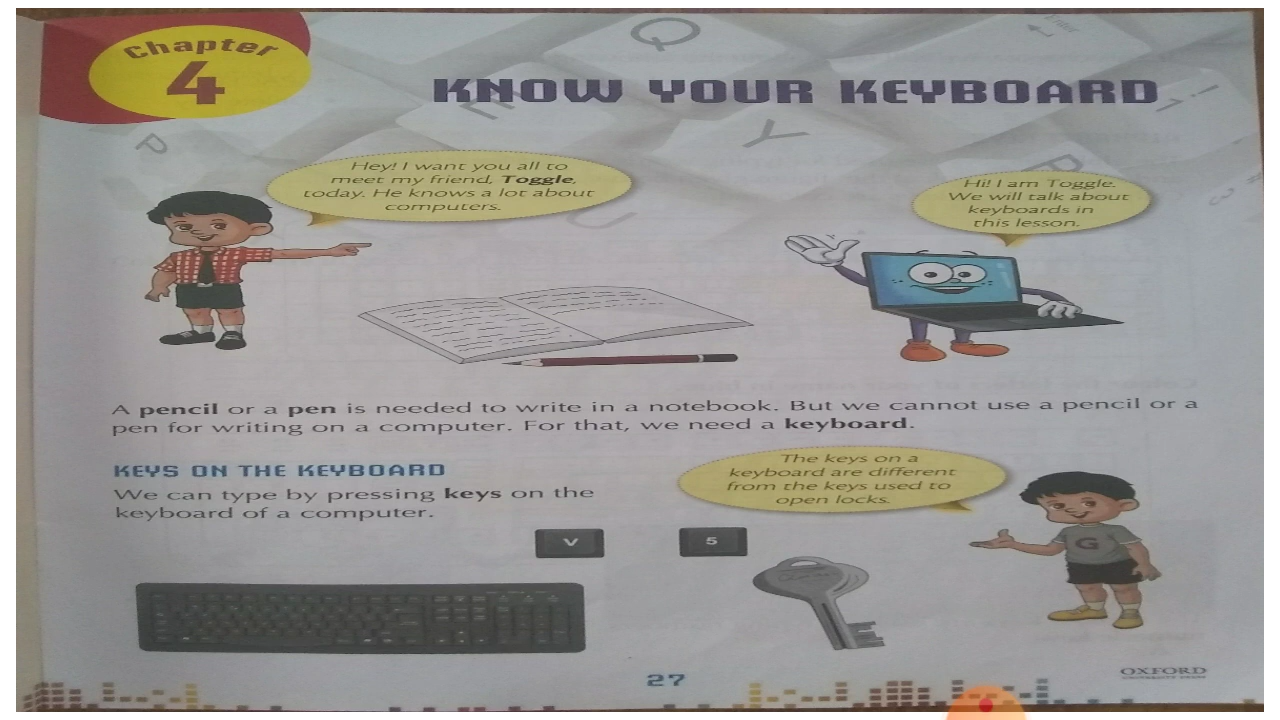 Chapter
4
KNOW YOUR KEYBOARD
Q
Enter
E
Y
P
R
U
Hey! I want you all to
meet my friend, Toggle,
today. He knows a lot about
computers.
Hi! I am Toggle.
We will talk about
keyboards in
this lesson.
A pencil or a pen is needed to write in a notebook. But we cannot use a pencil or a
pen for writing on a computer. For that, we need a keyboard.
KEYS ON THE KEYBOARD
We can type by pressing keys on the
keyboard of a computer.
The keys on a
keyboard are different
from the keys used to
open locks.
V
5
G
27
OXFORD
UNIVERSITY PRESS